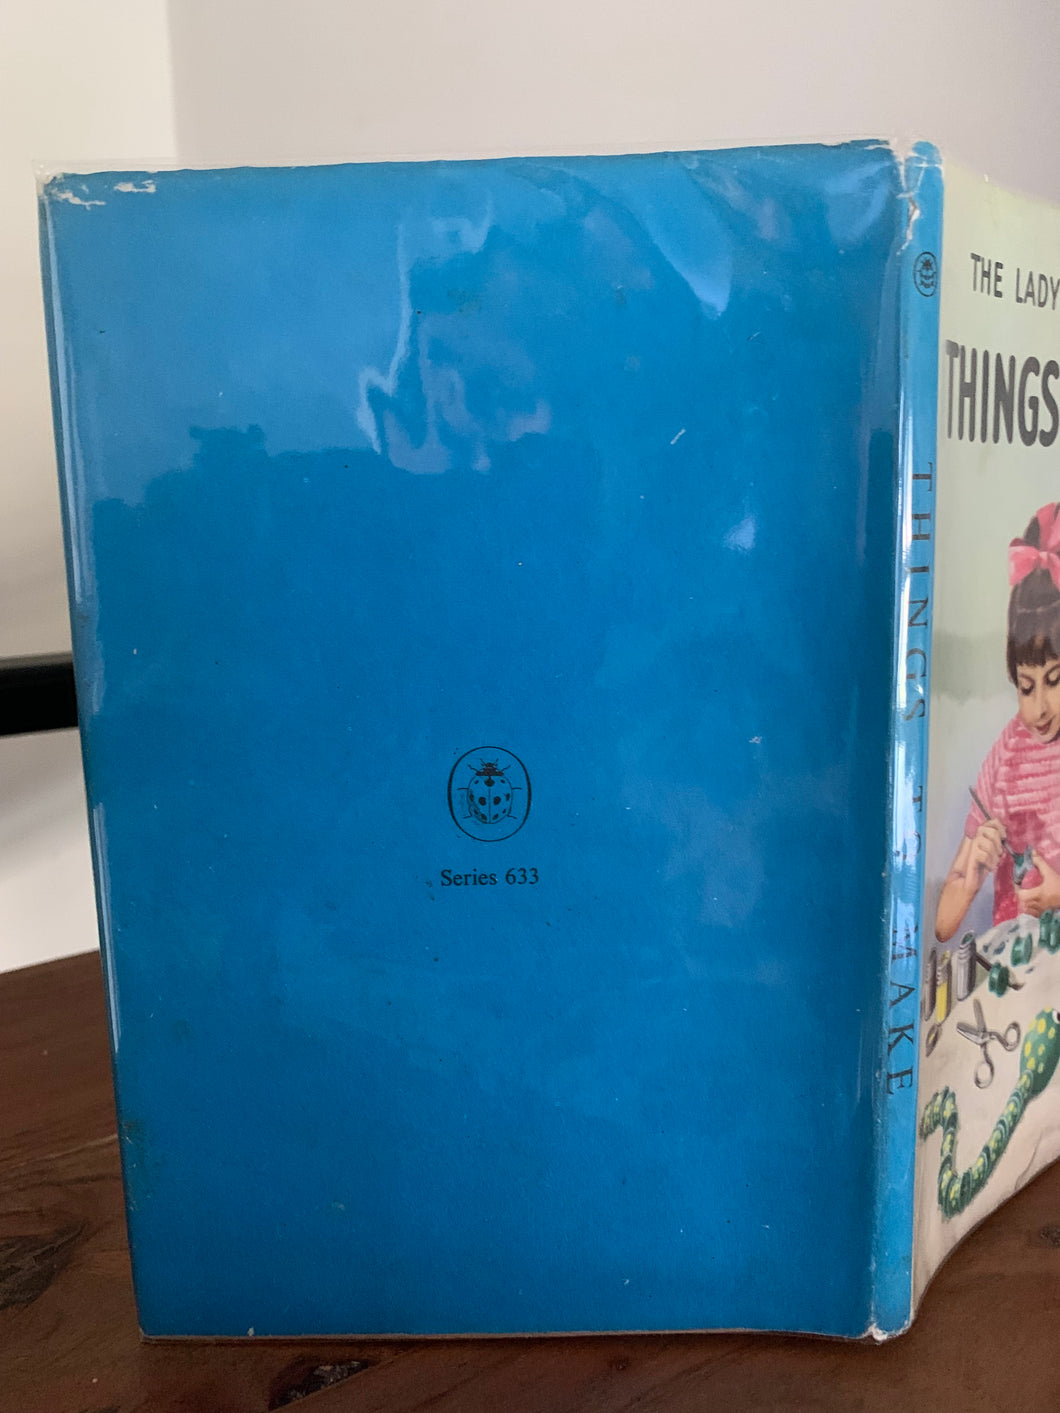 Series 633
THINGS TO MAKE
THE LADY
THINGS